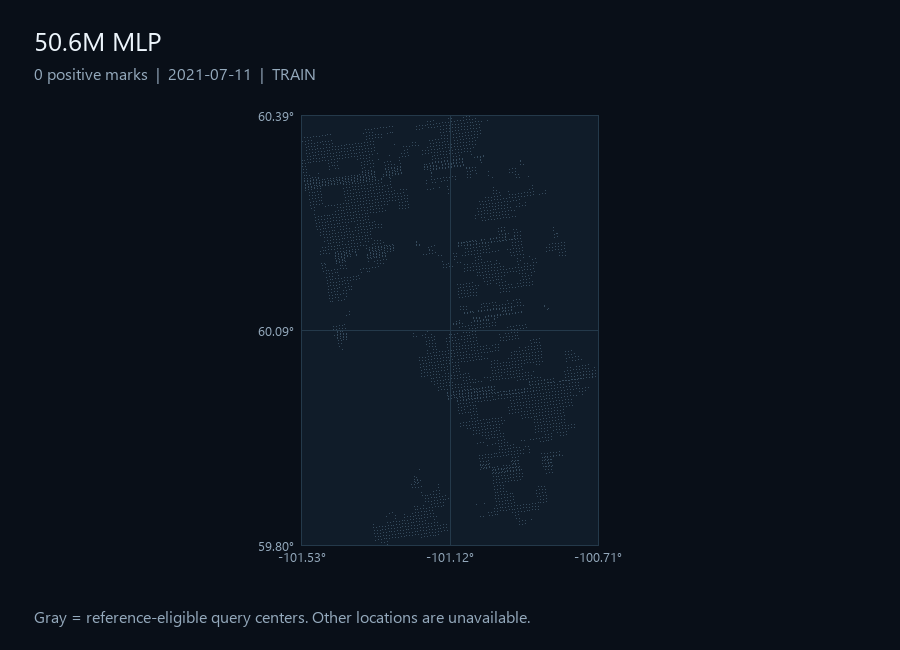 50.6M MLP
0 positive marks | 2021-07-11 | TRAIN
60.39°
60.09°
59.80°
-101.53° -101.12° -100.71°
Gray = reference-eligible query centers. Other locations are unavailable.